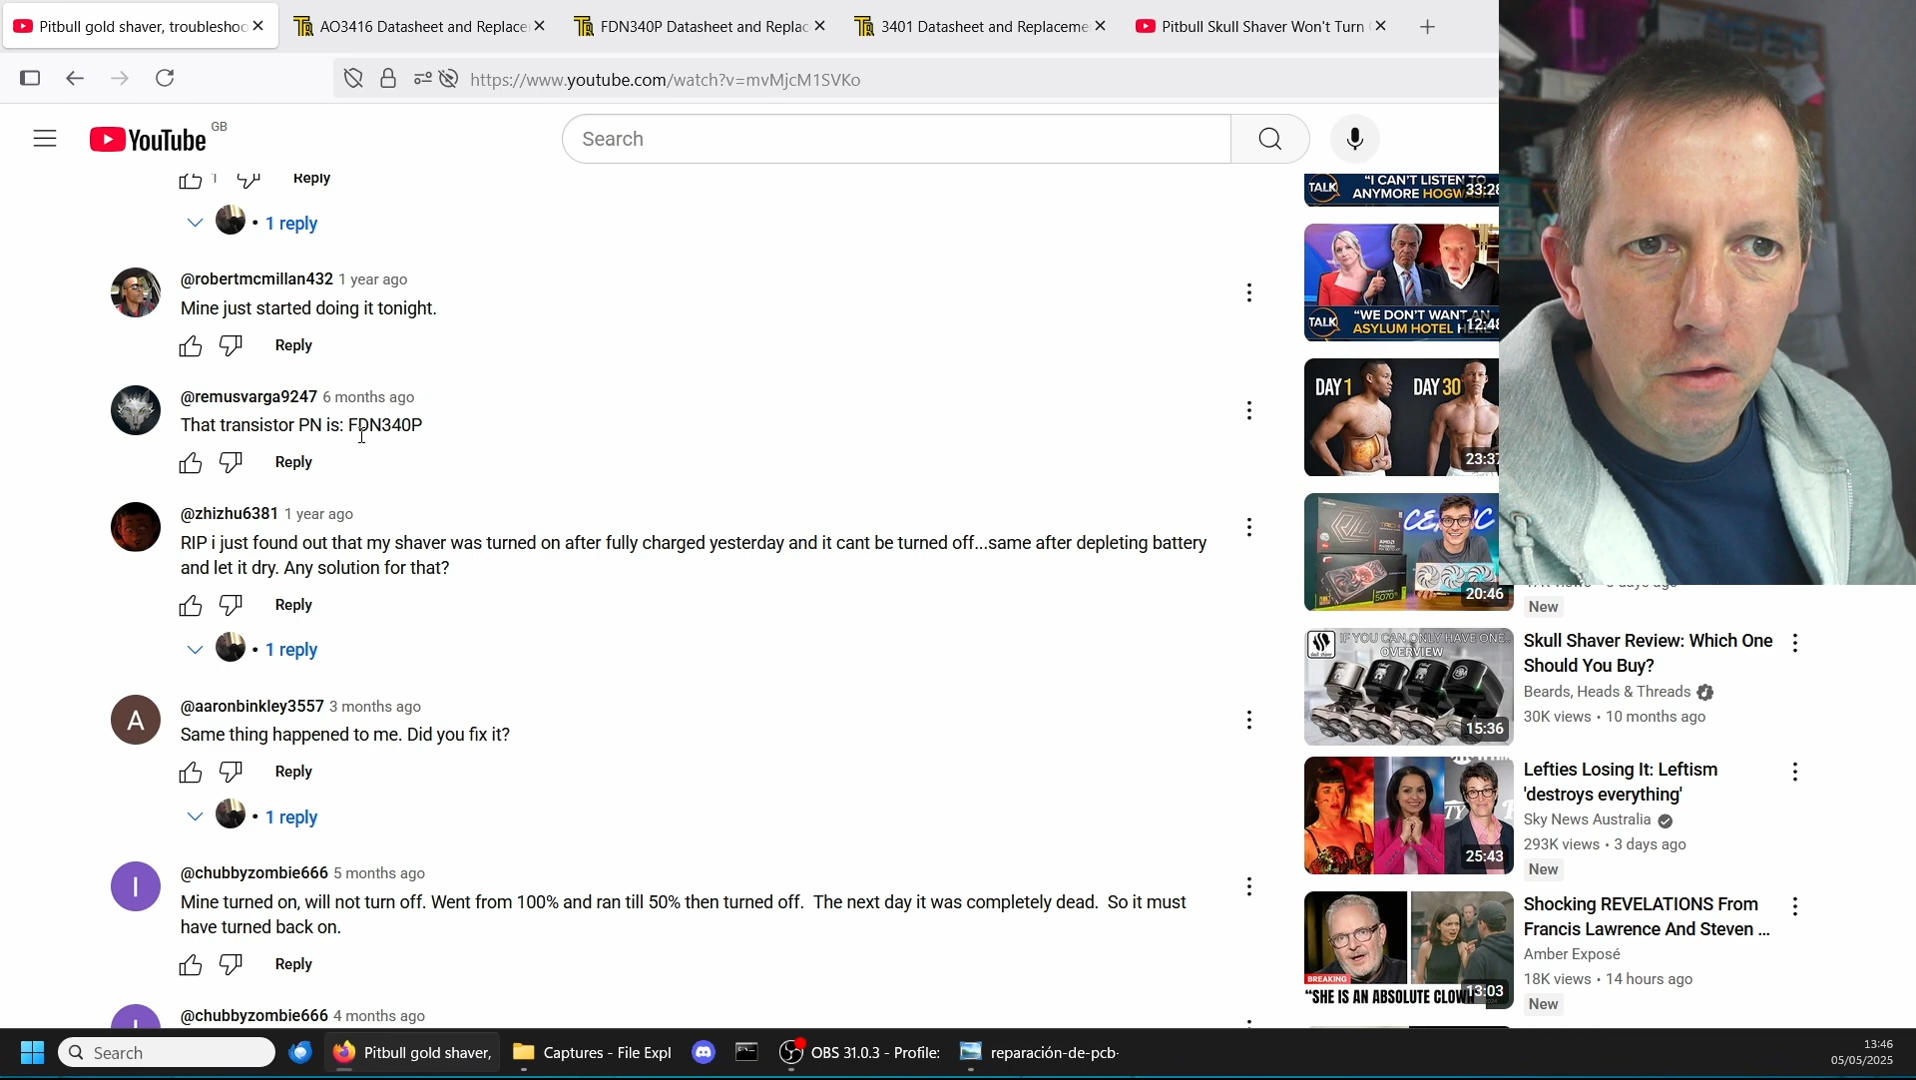 Pitbull gold shaver, troubleshoo
AO3416 Datasheet and Replace
FDN340P Datasheet and Replac
3401 Datasheet and Replaceme
Pitbull Skull Shaver Won't Turn
https://www.youtube.com/watch?v=mvMjcM1SVKo
YouTube GB
Search
1 Reply
• 1 reply
@robertmcmillan432 1 year ago
Mine just started doing it tonight.
Reply
@remusvarga9247 6 months ago
That transistor PN is: FDN340P
Reply
@zhizhu6381 1 year ago
RIP i just found out that my shaver was turned on after fully charged yesterday and it cant be turned off...same after depleting battery
and let it dry. Any solution for that?
Reply
• 1 reply
@aaronbinkley3557 3 months ago
A
Same thing happened to me. Did you fix it?
Reply
• 1 reply
@chubbyzombie666 5 months ago
I
Mine turned on, will not turn off. Went from 100% and ran till 50% then turned off. The next day it was completely dead. So it must
have turned back on.
Reply
@chubbyzombie666 4 months ago
"I CAN'T LISTEN TO
ANYMORE HOGW
TALK
33:28
"WE DON'T WANT AN
ASYLUM HOTEL HERE
TALK
12:48
DAY 1 DAY 30
23:37
20:46
New
IF YOU CAN ONLY HAVE ONE..
OVERVIEW
15:36
Skull Shaver Review: Which One
Should You Buy?
Beards, Heads & Threads
30K views • 10 months ago
25:43
Lefties Losing It: Leftism
'destroys everything'
Sky News Australia
293K views • 3 days ago
New
BREAKING
"SHE IS AN ABSOLUTE CLOWN"
13:03
Shocking REVELATIONS From
Francis Lawrence And Steven ...
Amber Exposé
18K views • 14 hours ago
New
Search
Pitbull gold shaver,
Captures - File Expl
OBS 31.0.3 - Profile:
reparación-de-pcb-
13:46
05/05/2025